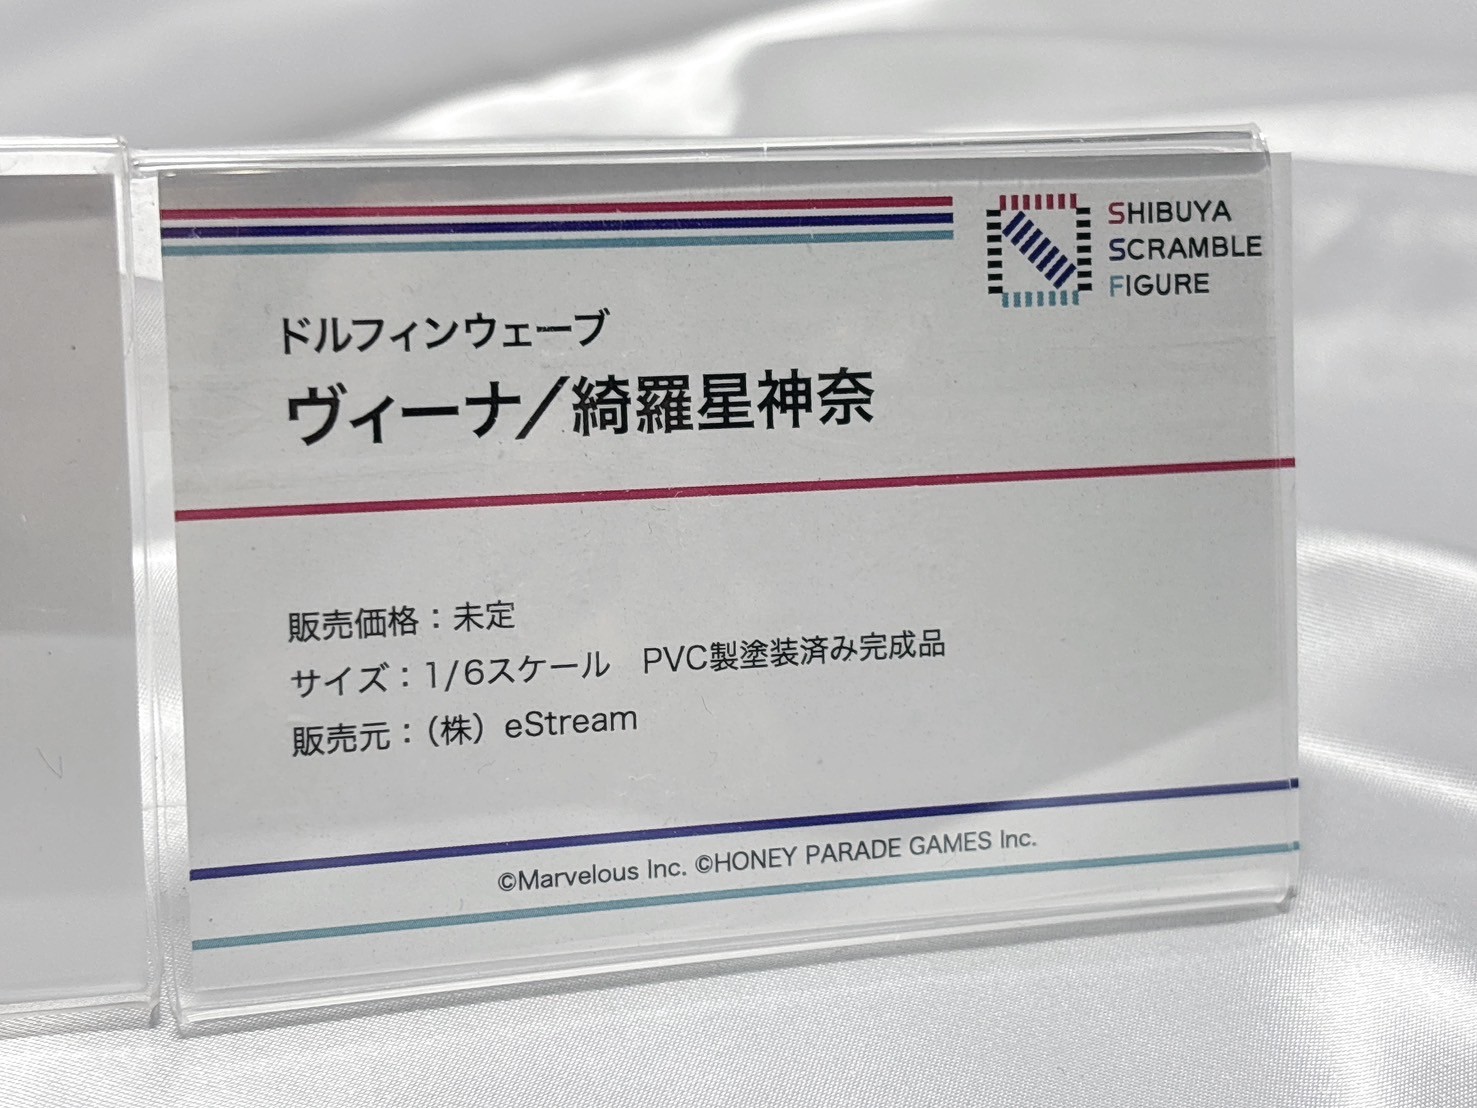 SHIBUYA
SCRAMBLE
FIGURE
ドルフィンウェーブ
ヴィーナ／綺羅星神奈
販売価格：未定
サイズ：1/6スケール　PVC製塗装済み完成品
販売元：（株）eStream
©Marvelous Inc. ©HONEY PARADE GAMES Inc.